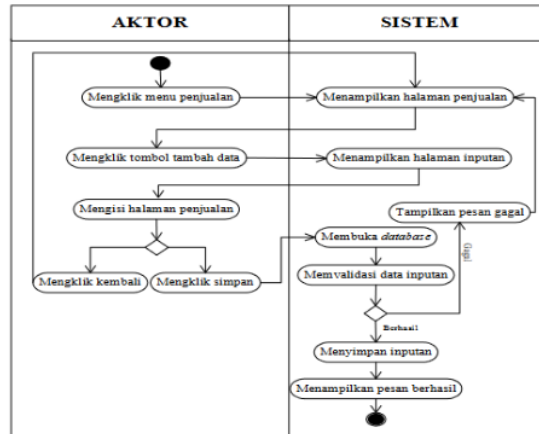 AKTOR
SISTEM
Mengklik menu penjualan
Menampilkan halaman penjualan
Mengklik tombol tambah data
Menampilkan halaman inputan
Mengisi halaman penjualan
Tampilkan pesan gagal
Membuka database
Gagal
Mengklik kembali
Mengklik simpan
Memvalidasi data inputan
Berhasil
Menyimpan inputan
Menampilkan pesan berhasil